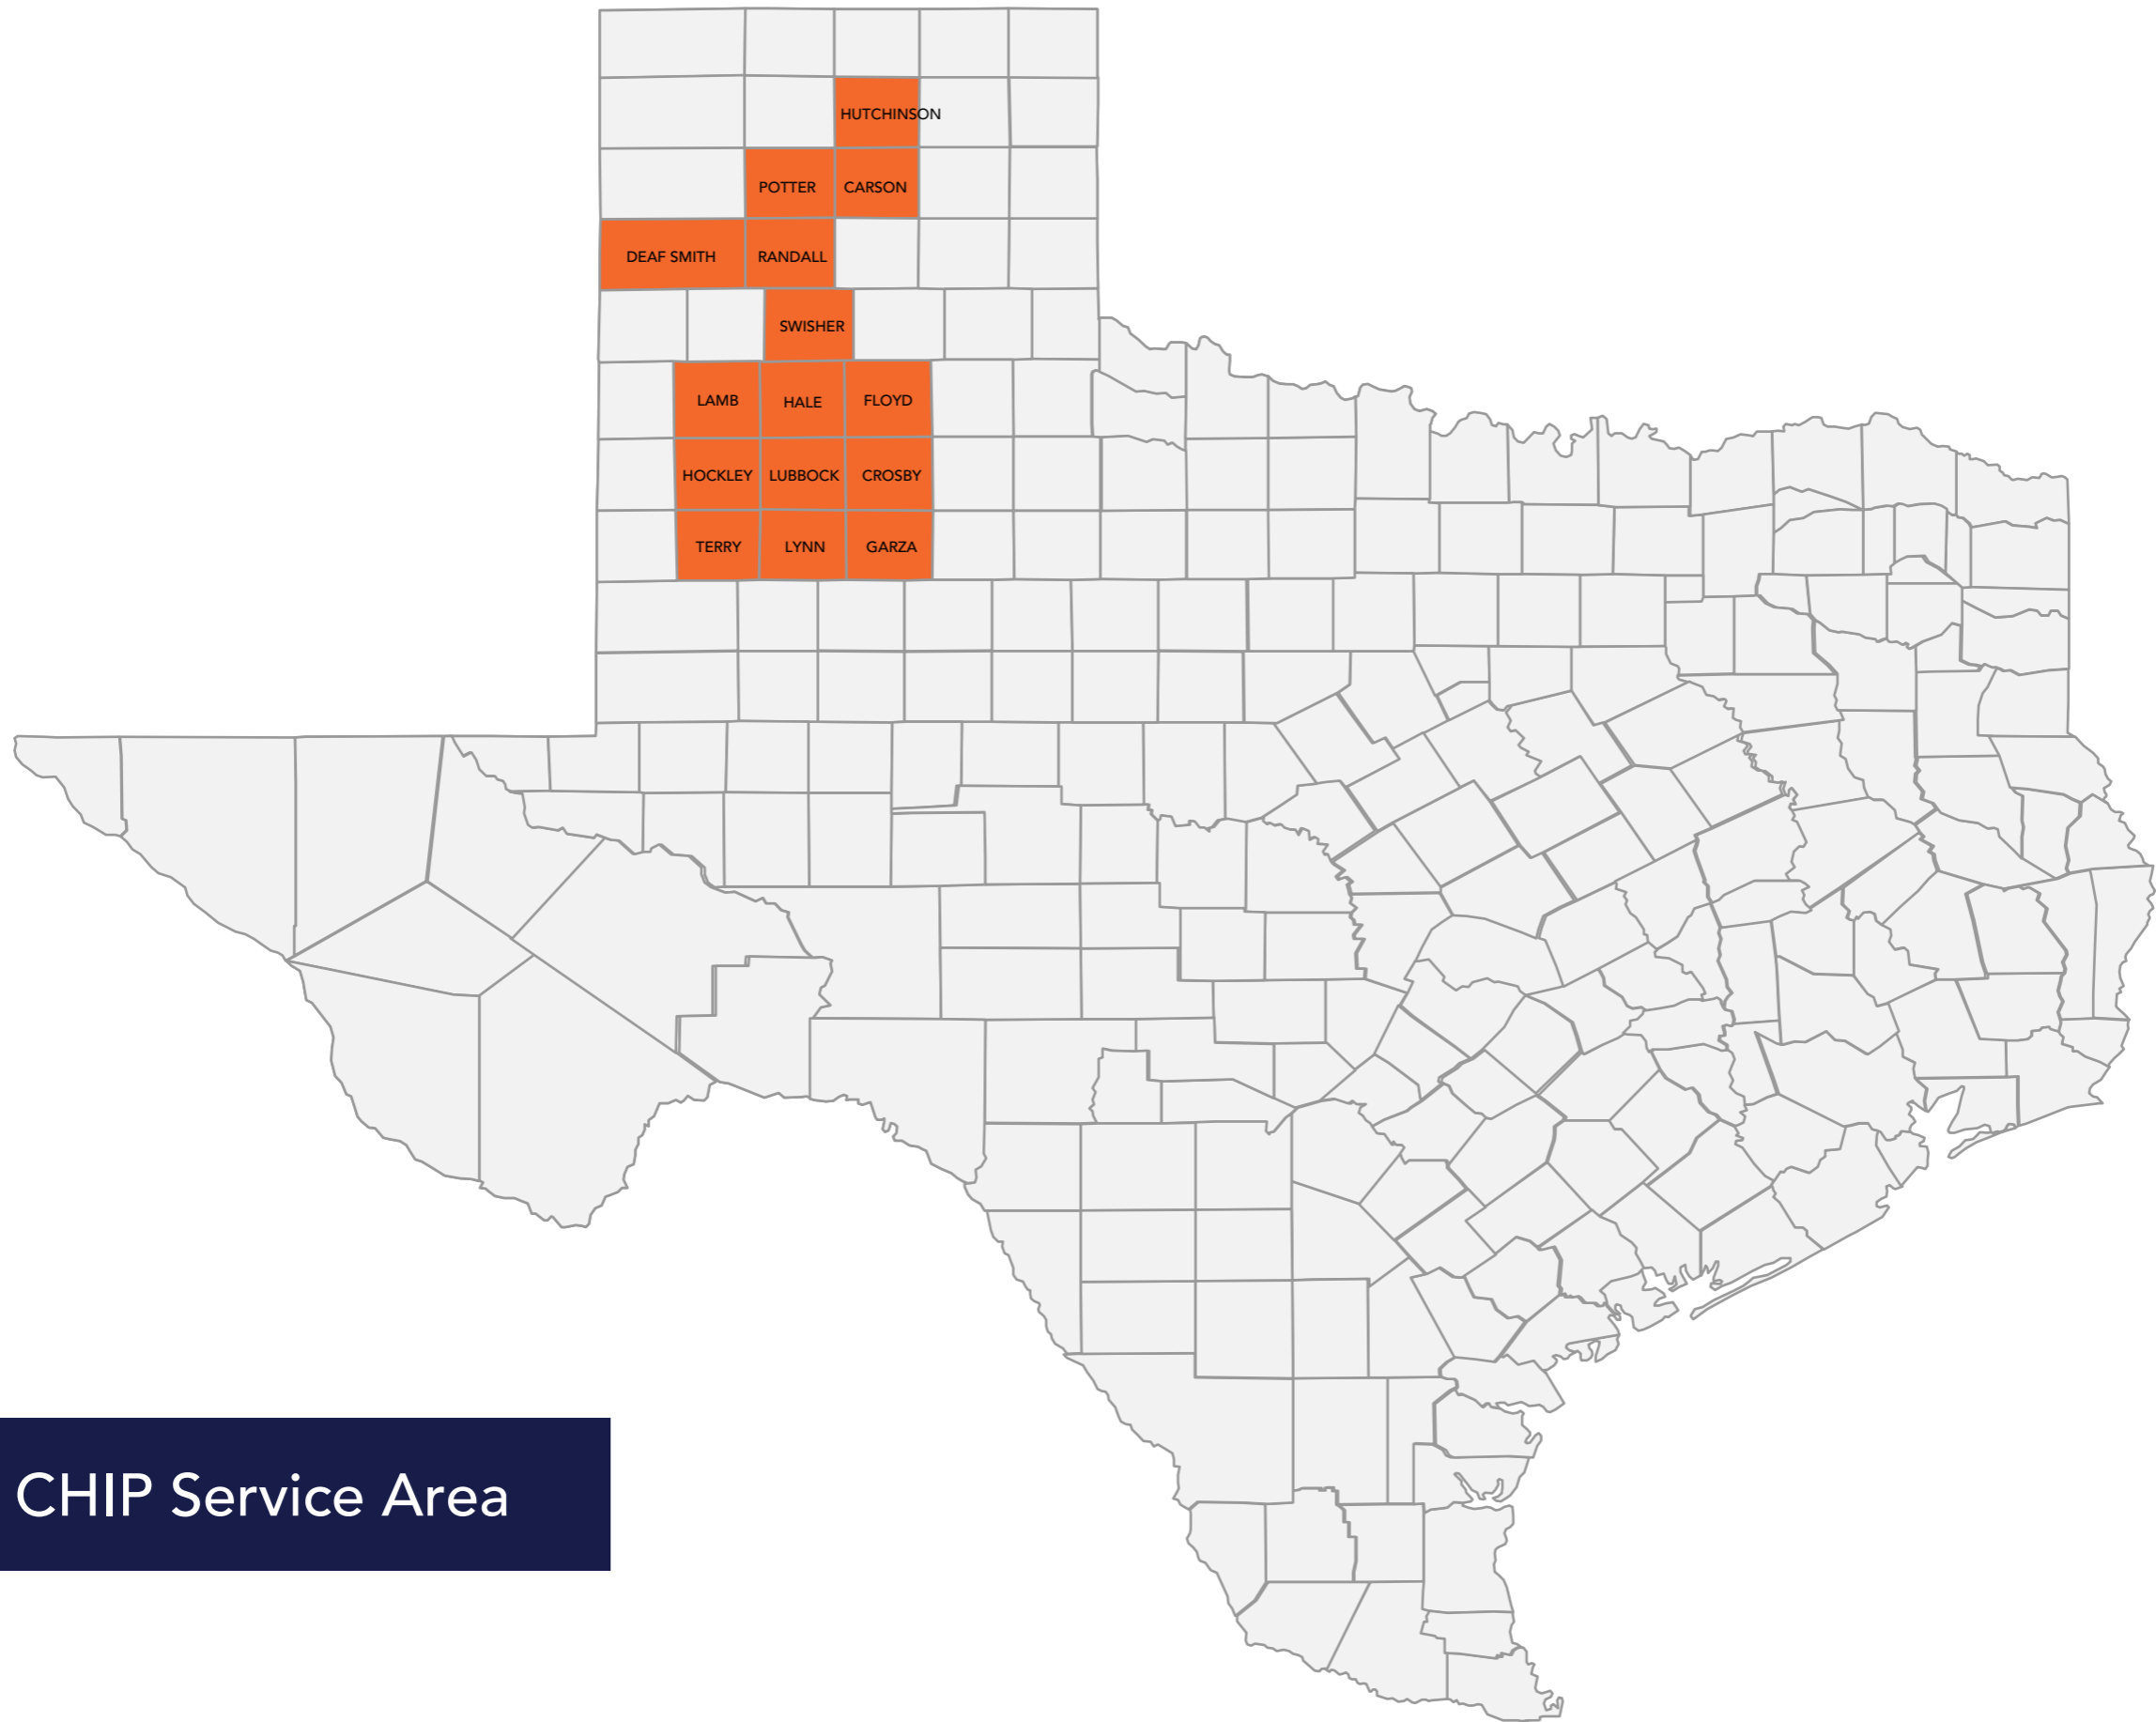 HUTCHINSON
POTTER CARSON
DEAF SMITH RANDALL
SWISHER
LAMB HALE FLOYD
HOCKLEY LUBBOCK CROSBY
TERRY LYNN GARZA
CHIP Service Area